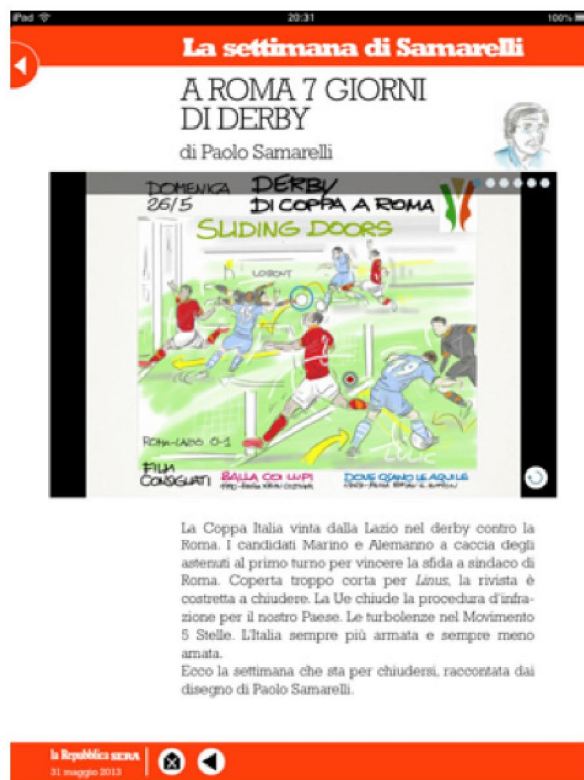 iPad
20:31
100%
La settimana di Samarelli
A ROMA 7 GIORNI
DI DERBY
di Paolo Samarelli
DOMENICA
26/5
DERBY
DI COPPA A ROMA
SLIDING DOORS
LOBONT
ROMA-LAZIO 0-1
LULIC
FILM
CONSIGLIATI
BALLA COI LUPI
DOVE OSANO LE AQUILE
La Coppa Italia vinta dalla Lazio nel derby contro la
Roma. I candidati Marino e Alemanno a caccia degli
astenuti al primo turno per vincere la sfida a sindaco di
Roma. Coperta troppo corta per Linus, la rivista è
costretta a chiudere. La Ue chiude la procedura d'infra-
zione per il nostro Paese. Le turbolenze nel Movimento
5 Stelle. L'Italia sempre più armata e sempre meno
amata.
Ecco la settimana che sta per chiudersi, raccontata dai
disegno di Paolo Samarelli.
la Repubblica SERA
31 maggio 2013